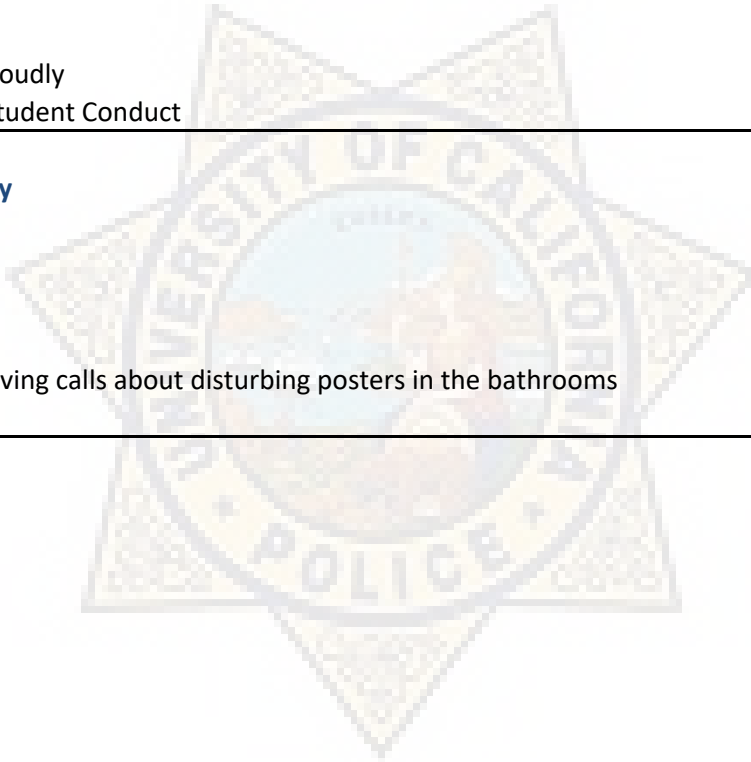 oudly
tudent Conduct
y
ving calls about disturbing posters in the bathrooms
UNIVERSITY OF CALIFORNIA
POLICE